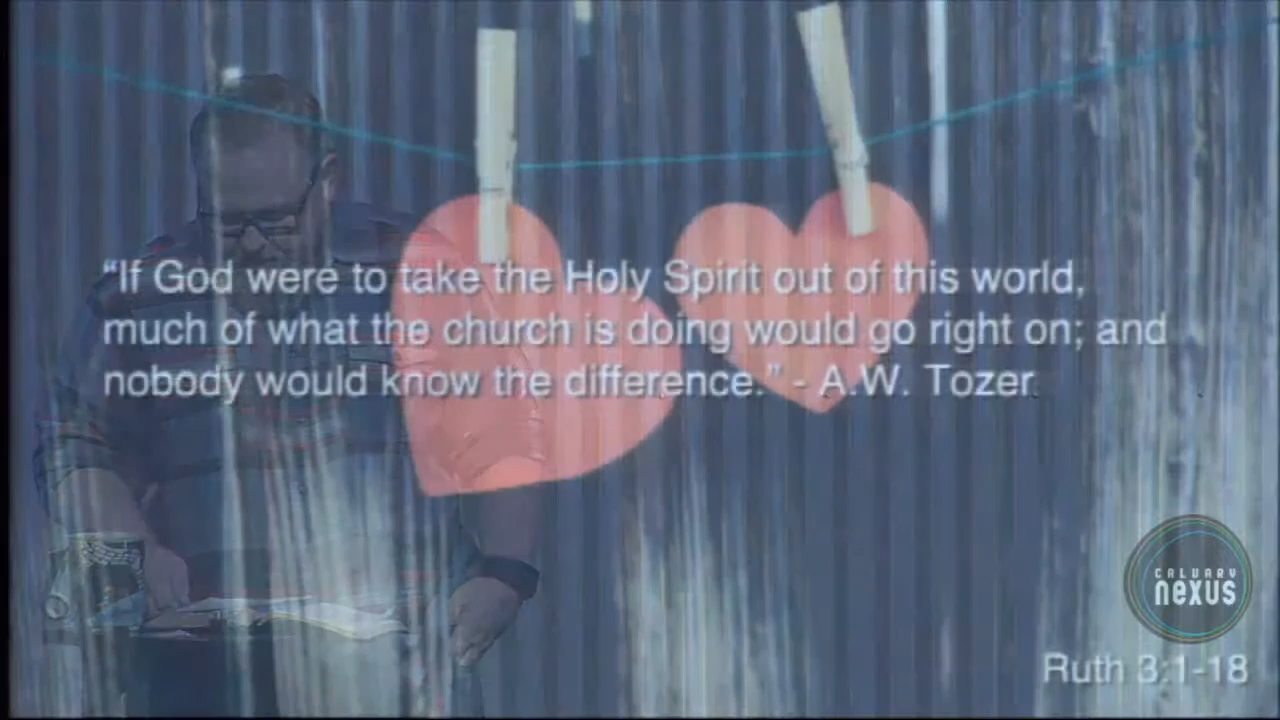 “If God were to take the Holy Spirit out of this world,
much of what the church is doing would go right on; and
nobody would know the difference.” - A.W. Tozer
CALVARY
nexus
Ruth 3:1-18